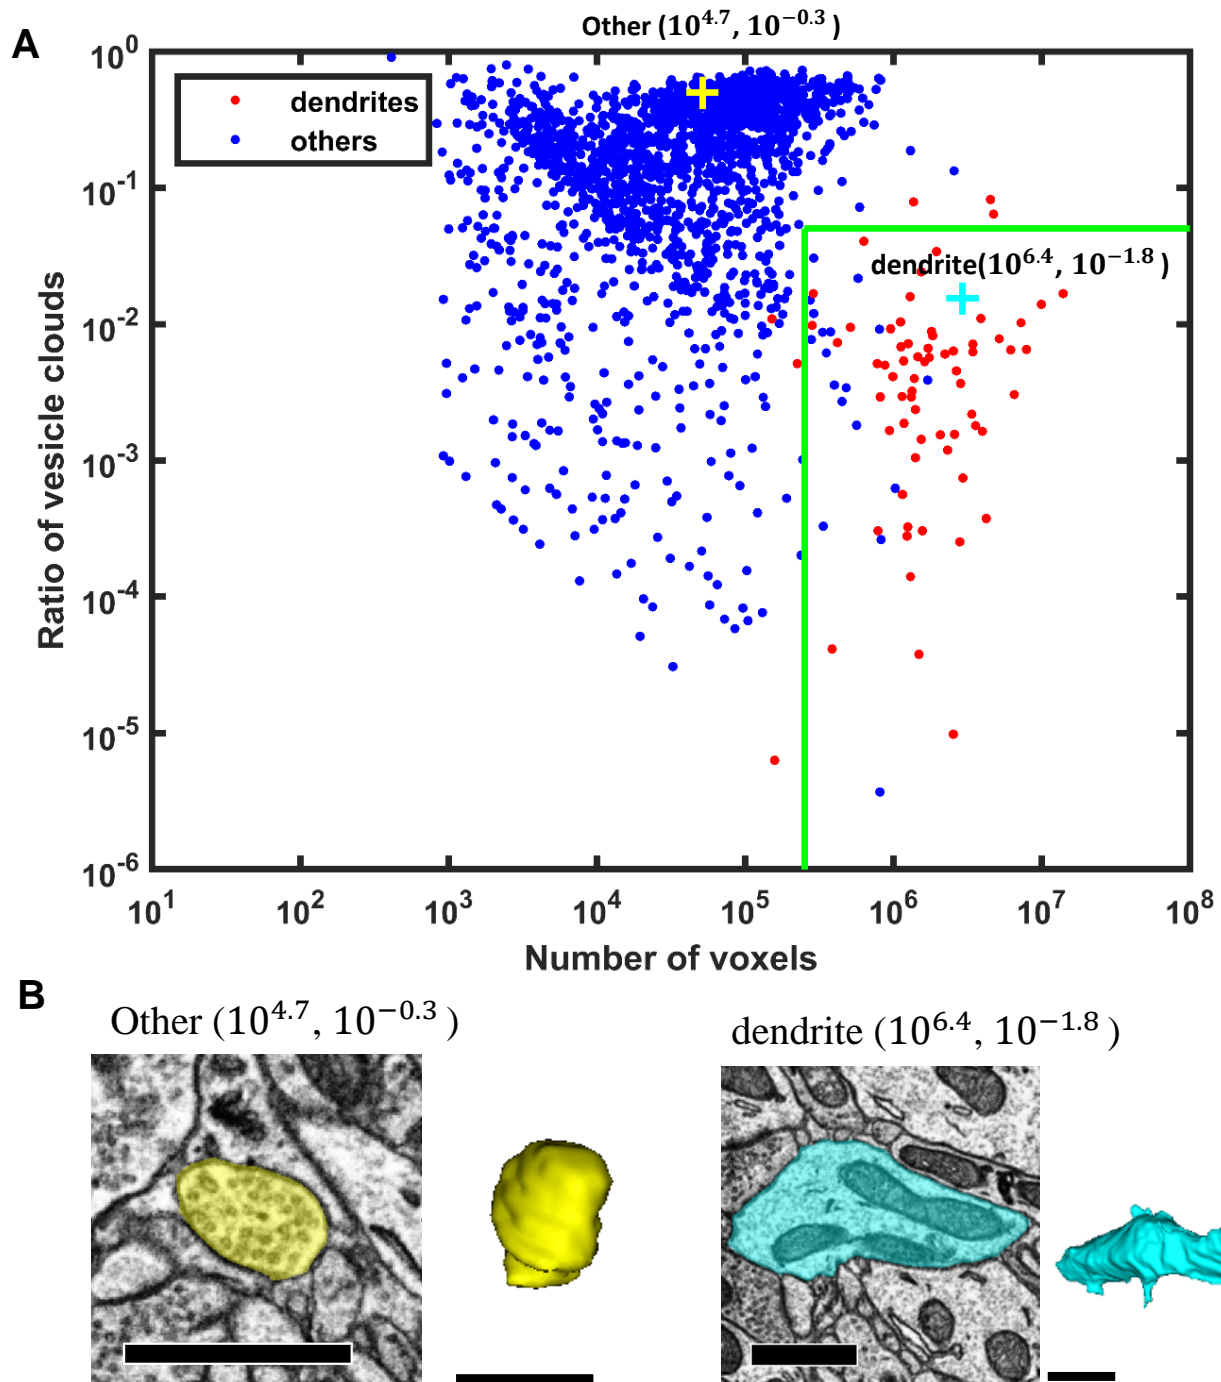 Other (10^4.7, 10^−0.3 )
A
10^0
dendrites
others
10^-1
dendrite(10^6.4, 10^−1.8 )
10^-2
10^-3
10^-4
10^-5
10^-6
Ratio of vesicle clouds
10^1 10^2 10^3 10^4 10^5 10^6 10^7 10^8
Number of voxels
B
Other (10^4.7, 10^−0.3 )
dendrite (10^6.4, 10^−1.8 )